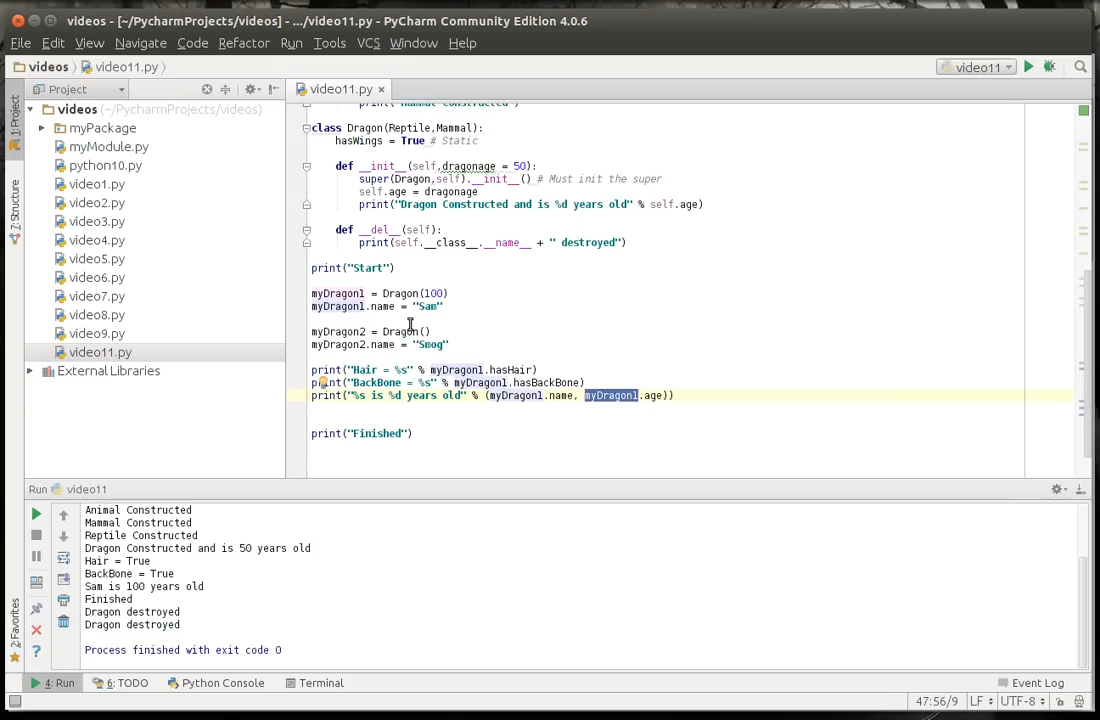 videos - [~/PycharmProjects/videos] - .../video11.py - PyCharm Community Edition 4.0.6
File Edit View Navigate Code Refactor Run Tools VCS Window Help
videos video11.py video11
Project
video11.py
1: Project
7: Structure
2: Favorites
videos (~/PycharmProjects/videos)
myPackage
myModule.py
python10.py
video1.py
video2.py
video3.py
video4.py
video5.py
video6.py
video7.py
video8.py
video9.py
video11.py
External Libraries
print("Mammal Constructed")
class Dragon(Reptile,Mammal):
hasWings = True # Static
def __init__(self,dragonage = 50):
super(Dragon,self).__init__() # Must init the super
self.age = dragonage
print("Dragon Constructed and is %d years old" % self.age)
def __del__(self):
print(self.__class__.__name__ + " destroyed")
print("Start")
myDragon1 = Dragon(100)
myDragon1.name = "Sam"
myDragon2 = Dragon()
myDragon2.name = "Smog"
print("Hair = %s" % myDragon1.hasHair)
print("BackBone = %s" % myDragon1.hasBackBone)
print("%s is %d years old" % (myDragon1.name, myDragon1.age))
print("Finished")
Run video11
Animal Constructed
Mammal Constructed
Reptile Constructed
Dragon Constructed and is 50 years old
Hair = True
BackBone = True
Sam is 100 years old
Finished
Dragon destroyed
Dragon destroyed
Process finished with exit code 0
4: Run 6: TODO Python Console Terminal Event Log
47:56/9 LF UTF-8